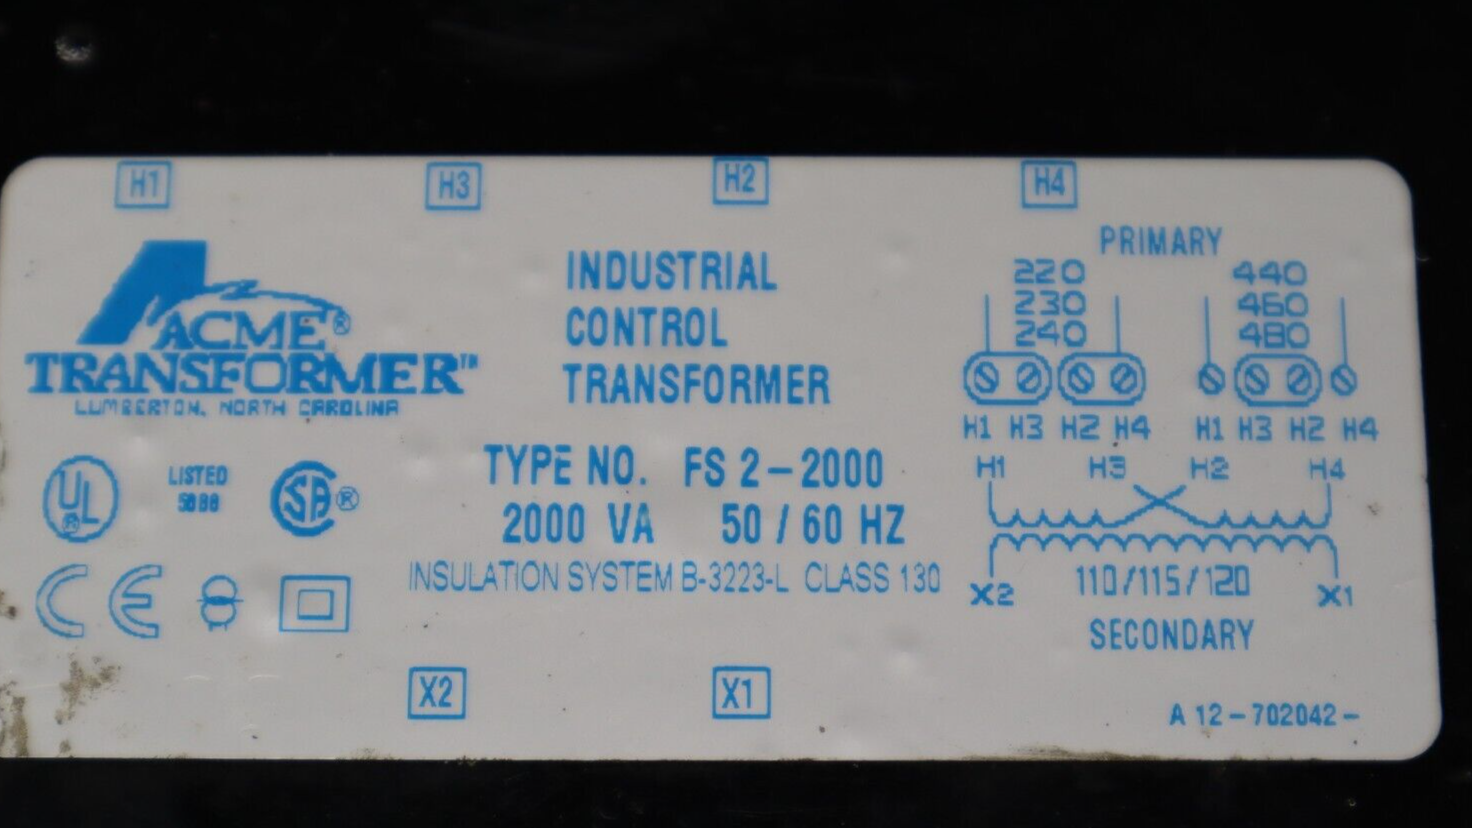 H1 H3 H2 H4
ACME®
TRANSFORMER™
LUMBERTON, NORTH CAROLINA
INDUSTRIAL
CONTROL
TRANSFORMER
PRIMARY
220 440
230 460
240 480
H1 H3 H2 H4 H1 H3 H2 H4
H1 H3 H2 H4
X2 110/115/120 X1
SECONDARY
UL®
LISTED
SA®
TYPE NO. FS 2-2000
2000 VA 50/60 HZ
INSULATION SYSTEM B-3223-L CLASS 130
CE
X2 X1
A 12-702042-